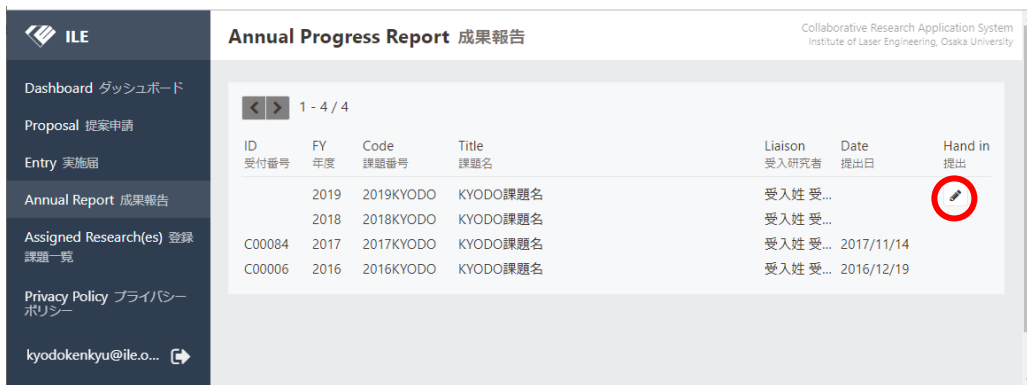 ILE
Annual Progress Report 成果報告
Collaborative Research Application System
Institute of Laser Engineering, Osaka University
Dashboard ダッシュボード
Proposal 提案申請
Entry 実施届
Annual Report 成果報告
Assigned Research(es) 登録
課題一覧
Privacy Policy プライバシー
ポリシー
kyodokenkyu@ile.o...
1 - 4 / 4
ID FY Code Title Liaison Date Hand in
受付番号 年度 課題番号 課題名 受入研究者 提出日 提出
2019 2019KYODO KYODO課題名 受入姓 受...
2018 2018KYODO KYODO課題名 受入姓 受...
C00084 2017 2017KYODO KYODO課題名 受入姓 受... 2017/11/14
C00006 2016 2016KYODO KYODO課題名 受入姓 受... 2016/12/19